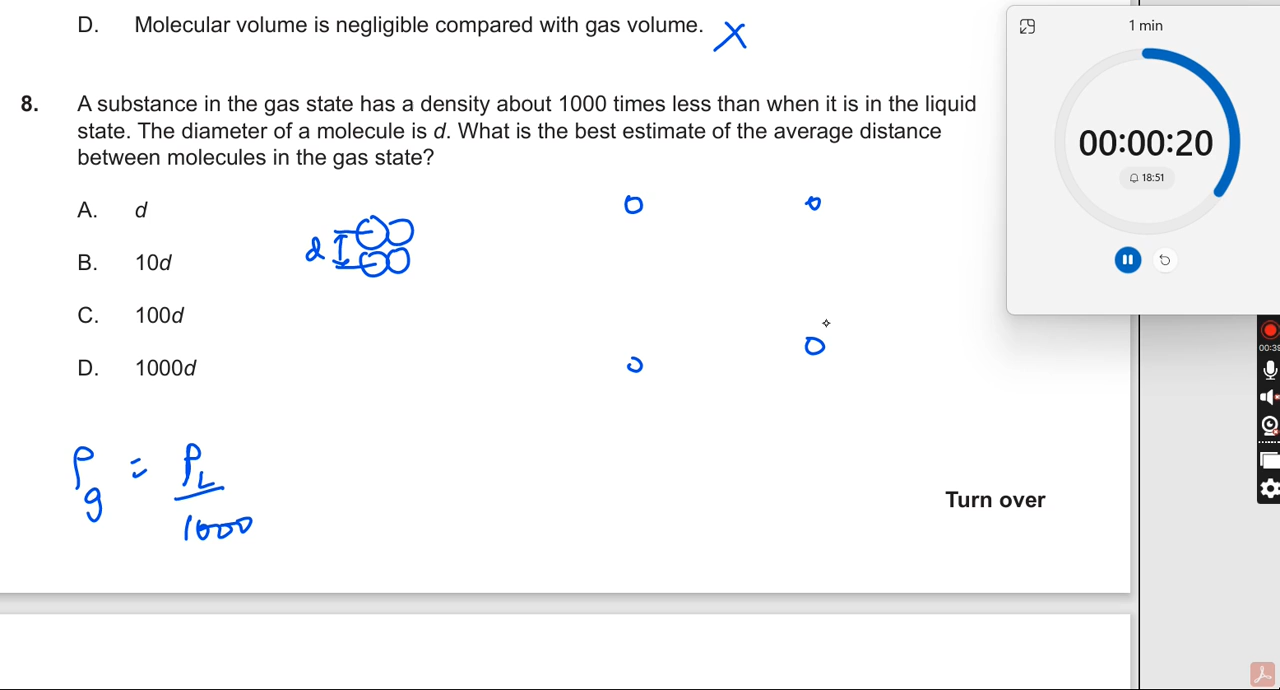 D. Molecular volume is negligible compared with gas volume. X
1 min
8. A substance in the gas state has a density about 1000 times less than when it is in the liquid
state. The diameter of a molecule is d. What is the best estimate of the average distance
between molecules in the gas state?
00:00:20
18:51
A. d
B. 10d
C. 100d
D. 1000d
d
ρg = ρL
1000
Turn over